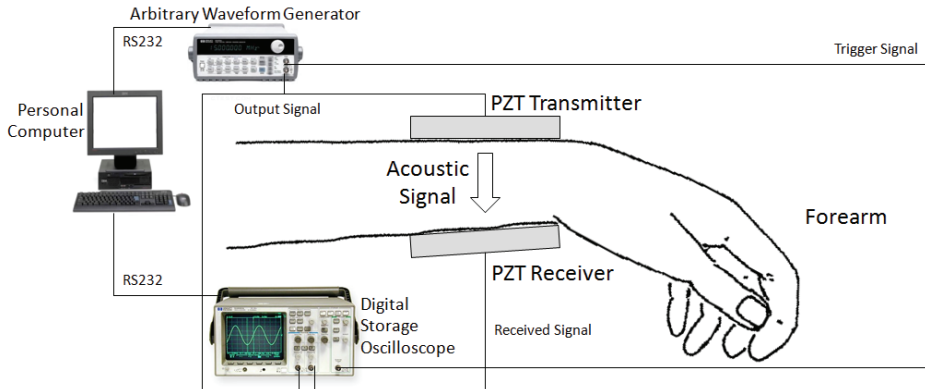 Arbitrary Waveform Generator
RS232
Trigger Signal
Output Signal
PZT Transmitter
Personal
Computer
Acoustic
Signal
Forearm
PZT Receiver
RS232
Digital
Storage
Oscilloscope
Received Signal